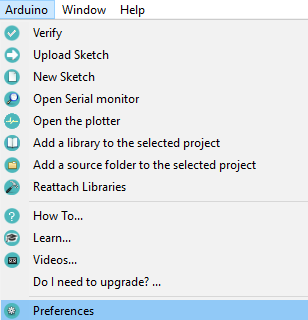 Arduino Window Help
Verify
Upload Sketch
New Sketch
Open Serial monitor
Open the plotter
Add a library to the selected project
Add a source folder to the selected project
Reattach Libraries
How To...
Learn...
Videos...
Do I need to upgrade? ...
Preferences